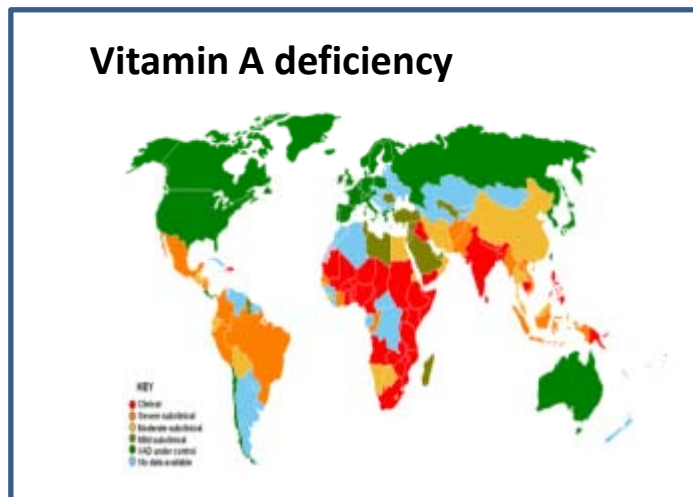 Vitamin A deficiency
KEY
Clinical
Severe subclinical
Moderate subclinical
Mild subclinical
VAD under control
No data available